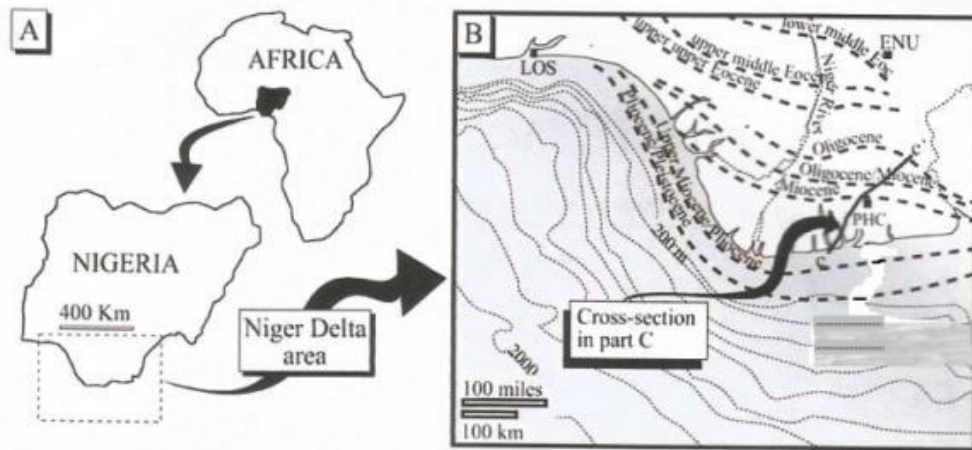 A
AFRICA
NIGERIA
400 Km
Niger Delta
area
B
LOS
ENU
lower middle Eoc
upper middle Eocene
upper upper Eocene
Niger River
Oligocene
c'
Oligocene/Miocene
Miocene
PHC
c
Upper Miocene-Pliocene
Pliocene-Pleistocene
200m
Cross-section
in part C
2000
100 miles
100 km